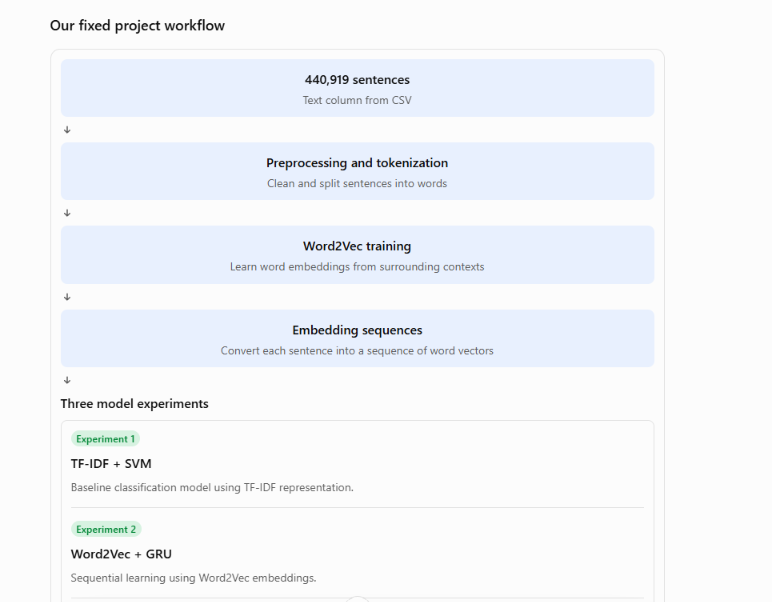 Our fixed project workflow
440,919 sentences
Text column from CSV
↓
Preprocessing and tokenization
Clean and split sentences into words
↓
Word2Vec training
Learn word embeddings from surrounding contexts
↓
Embedding sequences
Convert each sentence into a sequence of word vectors
↓
Three model experiments
Experiment 1
TF-IDF + SVM
Baseline classification model using TF-IDF representation.
Experiment 2
Word2Vec + GRU
Sequential learning using Word2Vec embeddings.